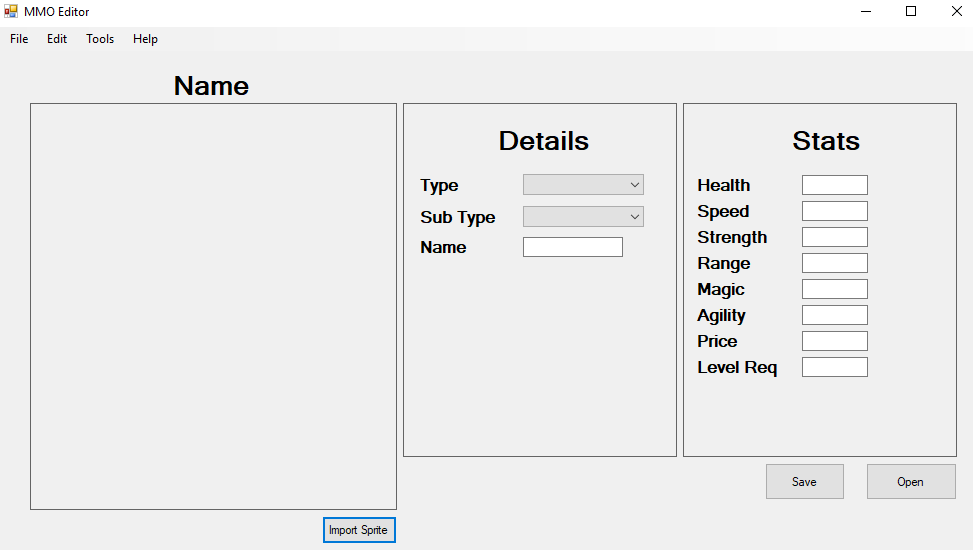 MMO Editor
File Edit Tools Help
Name
Details
Type
Sub Type
Name
Stats
Health
Speed
Strength
Range
Magic
Agility
Price
Level Req
Save Open
Import Sprite